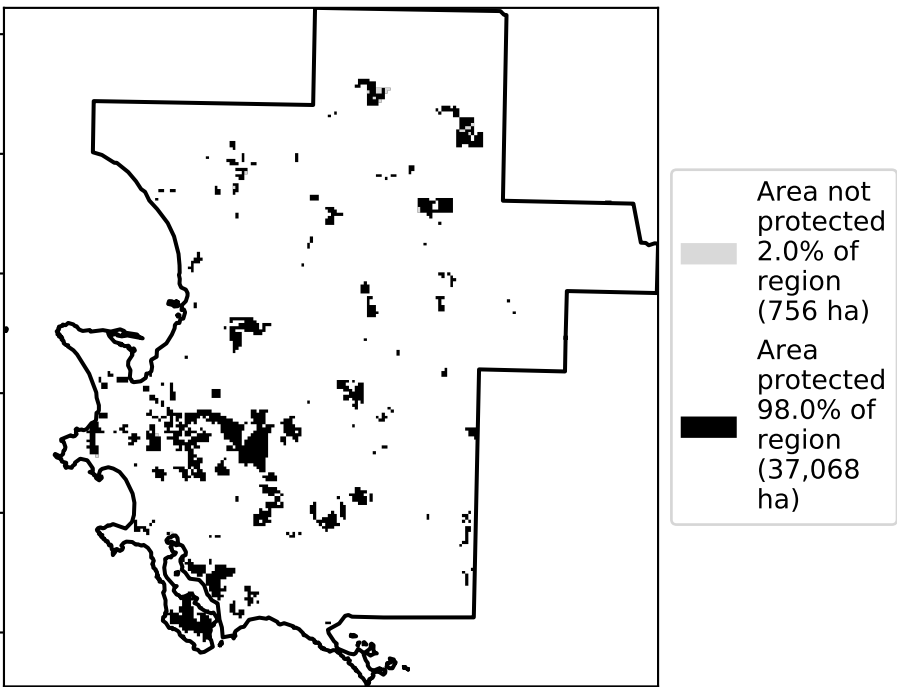 Area not
protected
2.0% of
region
(756 ha)
Area
protected
98.0% of
region
(37,068
ha)